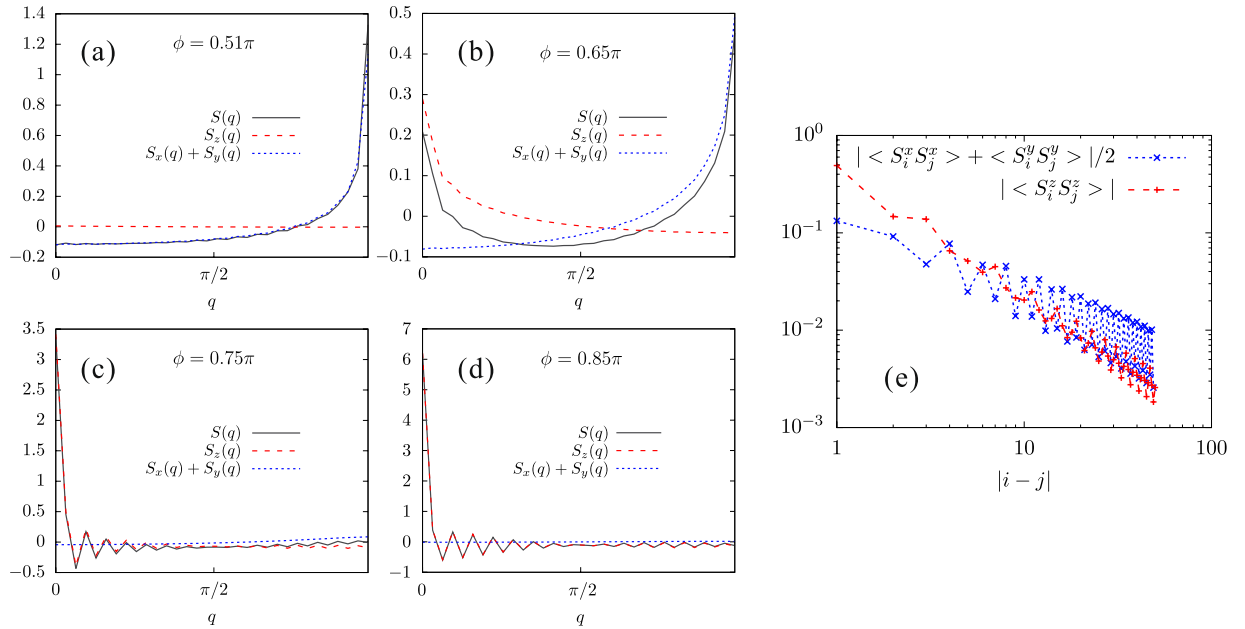 (a)
ϕ = 0.51π
1.4
1.2
1
0.8
0.6
0.4
0.2
0
−0.2
S(q)
S_z(q)
S_x(q) + S_y(q)
0
π/2
q
(b)
ϕ = 0.65π
0.5
0.4
0.3
0.2
0.1
0
−0.1
S(q)
S_z(q)
S_x(q) + S_y(q)
0
π/2
q
(c)
ϕ = 0.75π
3.5
3
2.5
2
1.5
1
0.5
0
−0.5
S(q)
S_z(q)
S_x(q) + S_y(q)
0
π/2
q
(d)
ϕ = 0.85π
7
6
5
4
3
2
1
0
−1
S(q)
S_z(q)
S_x(q) + S_y(q)
0
π/2
q
10^0
10^−1
10^−2
10^−3
| < S_i^x S_j^x > + < S_i^y S_j^y > |/2
| < S_i^z S_j^z > |
(e)
1
10
100
|i − j|